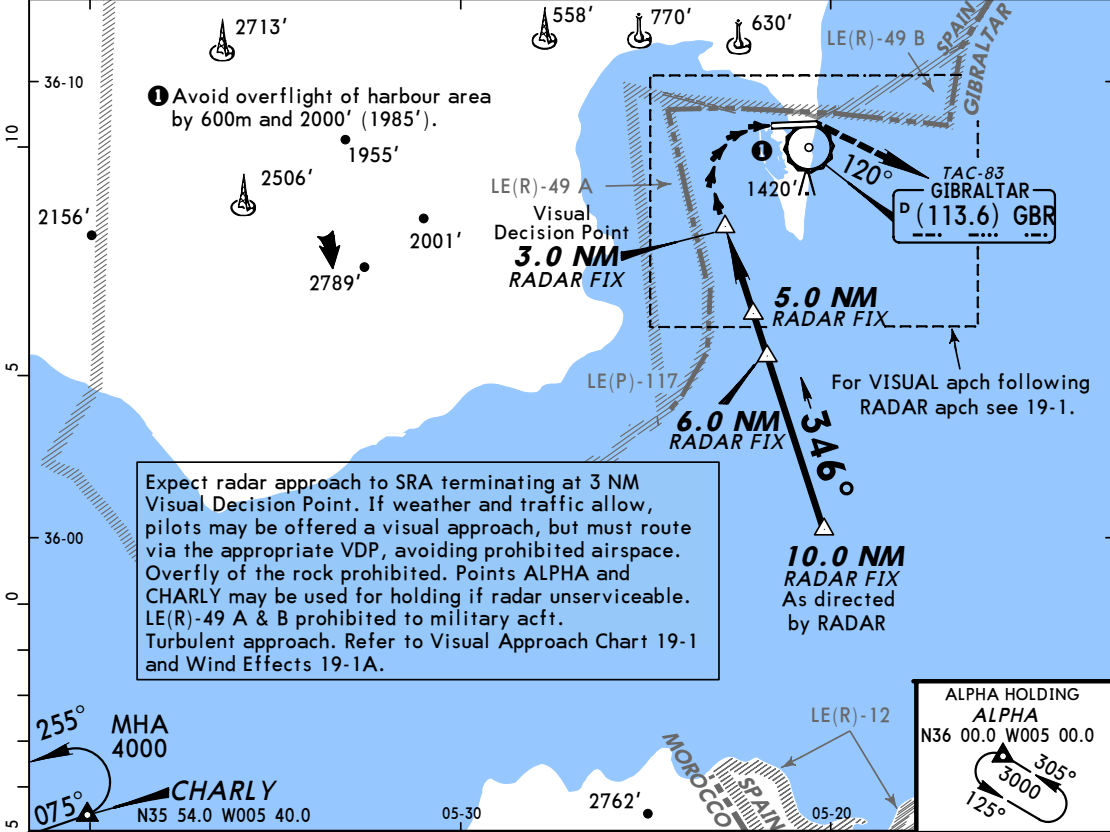 2713’
558’
770’
630’
LE(R)-49 B
SPAIN
GIBRALTAR
36-10
❶ Avoid overflight of harbour area
by 600m and 2000’ (1985’).
10
1955’
❶
120°
TAC-83
GIBRALTAR
D (113.6) GBR
2506’
LE(R)-49 A
1420’
2156’
2001’
Visual
Decision Point
3.0 NM
RADAR FIX
2789’
5.0 NM
RADAR FIX
5
LE(P)-117
For VISUAL apch following
RADAR apch see 19-1.
6.0 NM
RADAR FIX
346°
Expect radar approach to SRA terminating at 3 NM
Visual Decision Point. If weather and traffic allow,
pilots may be offered a visual approach, but must route
via the appropriate VDP, avoiding prohibited airspace.
Overfly of the rock prohibited. Points ALPHA and
CHARLY may be used for holding if radar unserviceable.
LE(R)-49 A & B prohibited to military acft.
Turbulent approach. Refer to Visual Approach Chart 19-1
and Wind Effects 19-1A.
36-00
10.0 NM
RADAR FIX
As directed
by RADAR
0
255°
MHA
4000
075°
CHARLY
N35 54.0 W005 40.0
5
05-30
2762’
MOROCCO
SPAIN
LE(R)-12
05-20
ALPHA HOLDING
ALPHA
N36 00.0 W005 00.0
305°
3000
125°